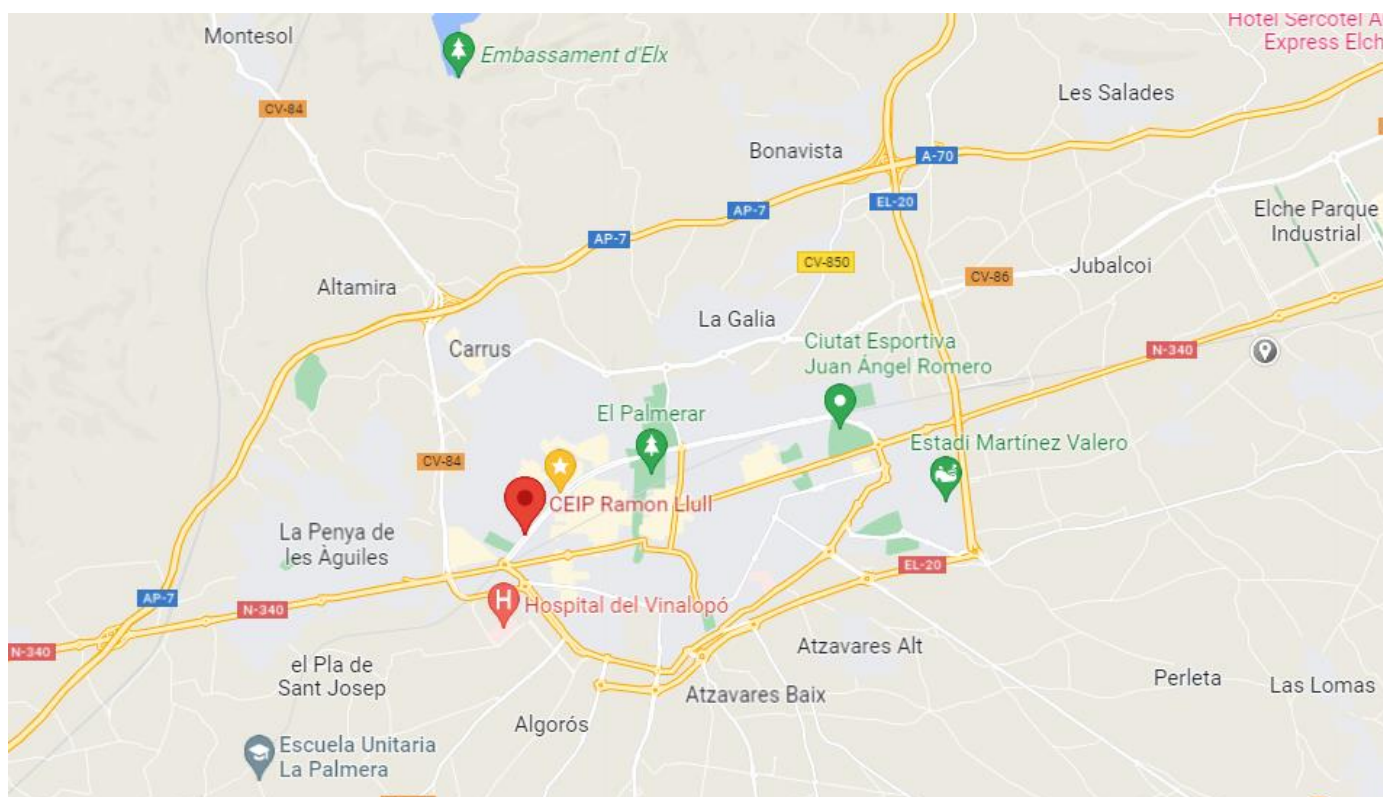 Hotel Sercotel A
Express Elch
Montesol
Embassament d'Elx
Les Salades
CV-84
Bonavista
A-70
EL-20
AP-7
Elche Parque
Industrial
AP-7
CV-850
Jubalcoi
CV-86
Altamira
La Galia
Carrus
Ciutat Esportiva
Juan Ángel Romero
N-340
El Palmerar
Estadi Martínez Valero
CV-84
CEIP Ramon Llull
La Penya de
les Àguiles
EL-20
AP-7
N-340
H
Hospital del Vinalopó
N-340
Atzavares Alt
el Pla de
Sant Josep
Perleta
Las Lomas
Atzavares Baix
Algorós
Escuela Unitaria
La Palmera